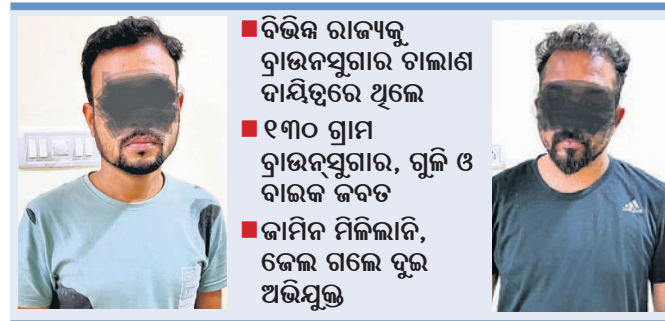 ବିଭିନ୍ନ ରାଜ୍ୟକୁ
ବ୍ରାଉନସୁଗାର ଚାଲାଣ
ଦାୟିତ୍ୱରେ ଥିଲେ
୧୩୦ ଗ୍ରାମ
ବ୍ରାଉନ୍‌ସୁଗାର, ଗୁଳି ଓ
ବାଇକ ଜବତ
ଜାମିନ ମିଳିଲାନି,
ଜେଲ ଗଲେ ଦୁଇ
ଅଭିଯୁକ୍ତ